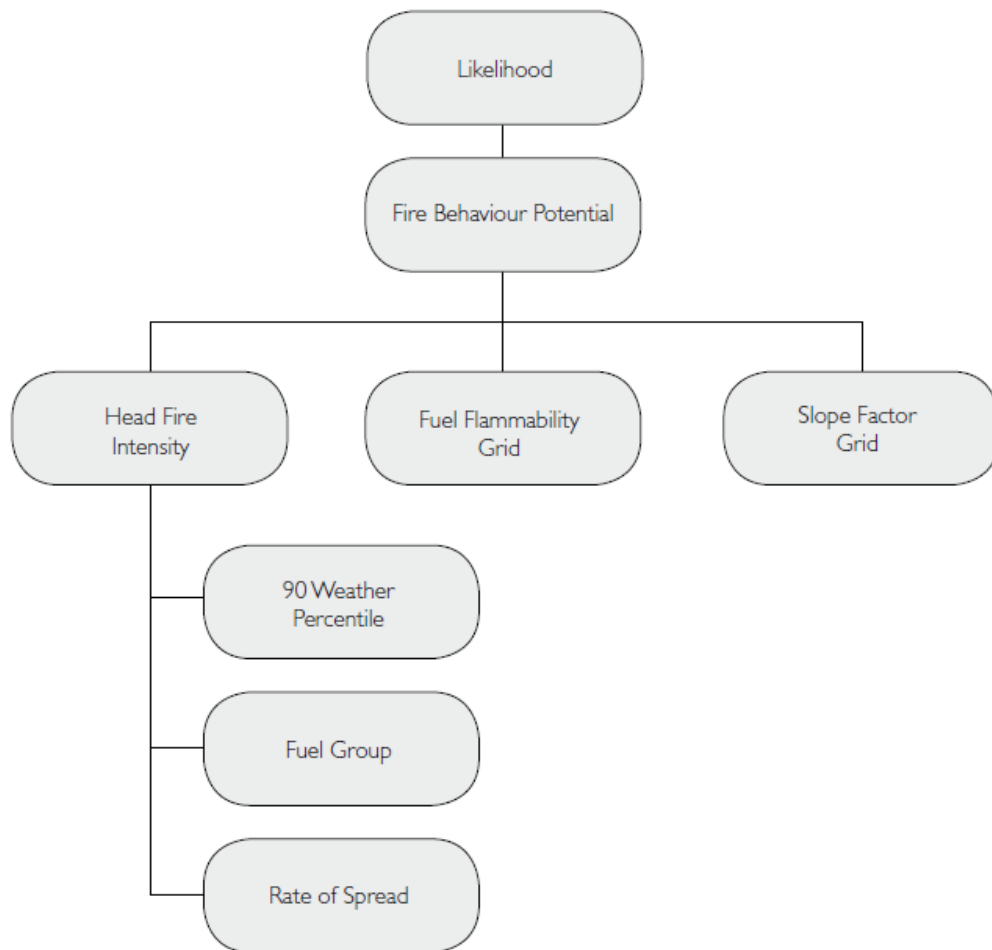 Likelihood
Fire Behaviour Potential
Head Fire
Intensity
Fuel Flammability
Grid
Slope Factor
Grid
90 Weather
Percentile
Fuel Group
Rate of Spread